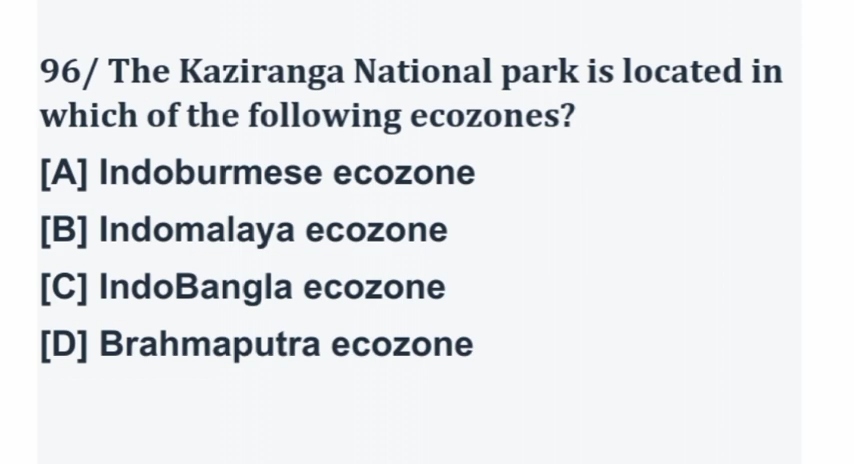 96/ The Kaziranga National park is located in
which of the following ecozones?
[A] Indoburmese ecozone
[B] Indomalaya ecozone
[C] IndoBangla ecozone
[D] Brahmaputra ecozone